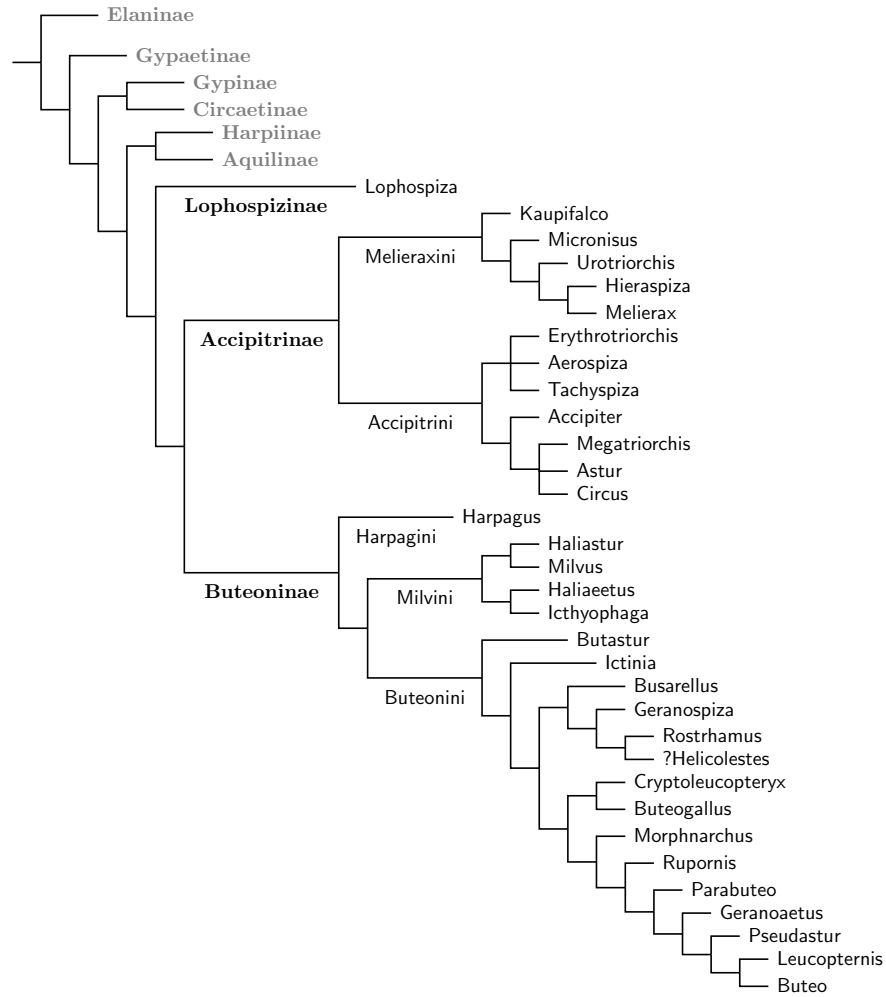 Elaninae
Gypaetinae
Gypinae
Circaetinae
Harpiinae
Aquilinae
Lophospiza
Lophospizinae
Kaupifalco
Micronisus
Melieraxini
Urotriorchis
Hieraspiza
Melierax
Erythrotriorchis
Accipitrinae
Aerospiza
Tachyspiza
Accipiter
Accipitrini
Megatriorchis
Astur
Circus
Harpagus
Harpagini
Haliastur
Milvus
Haliaeetus
Buteoninae
Milvini
Icthyophaga
Butastur
Ictinia
Busarellus
Buteonini
Geranospiza
Rostrhamus
?Helicolestes
Cryptoleucopteryx
Buteogallus
Morphnarchus
Rupornis
Parabuteo
Geranoaetus
Pseudastur
Leucopternis
Buteo